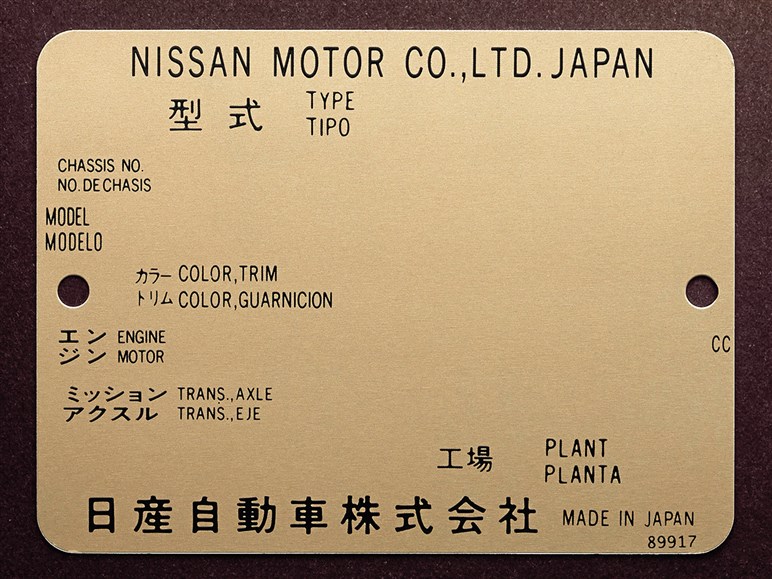 NISSAN MOTOR CO.,LTD. JAPAN
型式 TYPE
TIPO
CHASSIS NO.
NO. DE CHASIS
MODEL
MODELO
カラー COLOR,TRIM
トリム COLOR,GUARNICION
エン ENGINE
ジン MOTOR
CC
ミッション TRANS.,AXLE
アクスル TRANS.,EJE
工場 PLANT
PLANTA
日産自動車株式会社 MADE IN JAPAN
89917